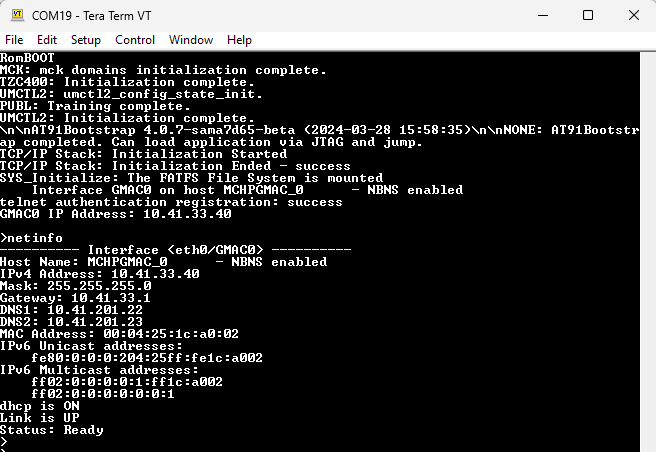 COM19 - Tera Term VT
File Edit Setup Control Window Help
RomBOOT
MCK: mck domains initialization complete.
TZC400: Initialization complete.
UMCTL2: umctl2_config_state_init.
PUBL: Training complete.
UMCTL2: Initialization complete.
\n\nAT91Bootstrap 4.0.7-sama7d65-beta (2024-03-28 15:58:35)\n\nNONE: AT91Bootstr
ap completed. Can load application via JTAG and jump.
TCP/IP Stack: Initialization Started
TCP/IP Stack: Initialization Ended - success
SYS_Initialize: The FATFS File System is mounted
    Interface GMAC0 on host MCHPGMAC_0      - NBNS enabled
telnet authentication registration: success
GMAC0 IP Address: 10.41.33.40
>netinfo
---------- Interface <eth0/GMAC0> ----------
Host Name: MCHPGMAC_0      - NBNS enabled
IPv4 Address: 10.41.33.40
Mask: 255.255.255.0
Gateway: 10.41.33.1
DNS1: 10.41.201.22
DNS2: 10.41.201.23
MAC Address: 00:04:25:1c:a0:02
IPv6 Unicast addresses:
    fe80:0:0:0:204:25ff:fe1c:a002
IPv6 Multicast addresses:
    ff02:0:0:0:0:1:ff1c:a002
    ff02:0:0:0:0:0:0:1
dhcp is ON
Link is UP
Status: Ready
>